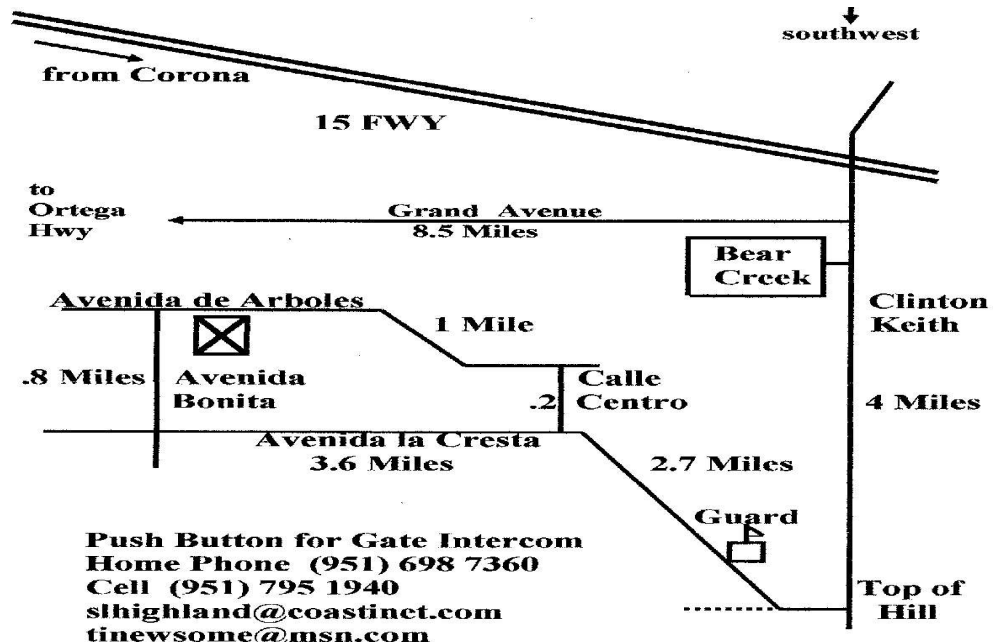 southwest
from Corona
15 FWY
to
Ortega
Hwy
Grand Avenue
8.5 Miles
Bear
Creek
Avenida de Arboles
1 Mile
Clinton
Keith
.8 Miles
Avenida
Bonita
Calle
Centro
.2
4 Miles
Avenida la Cresta
3.6 Miles
2.7 Miles
Guard
Push Button for Gate Intercom
Home Phone (951) 698 7360
Cell (951) 795 1940
slhighland@coastinet.com
tinewsome@msn.com
Top of
Hill